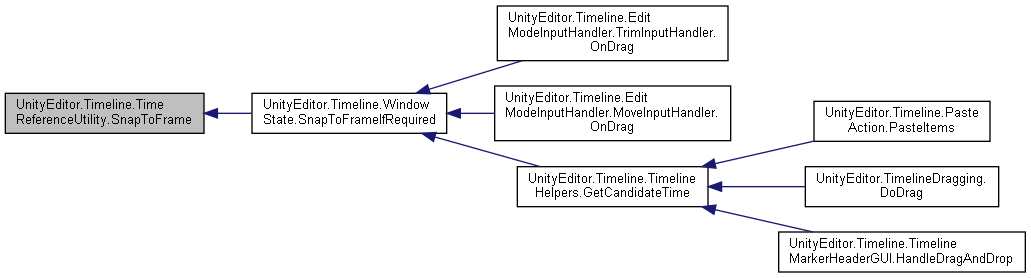 UnityEditor.Timeline.Edit
ModeInputHandler.TrimInputHandler.
OnDrag
UnityEditor.Timeline.Time
ReferenceUtility.SnapToFrame
UnityEditor.Timeline.Window
State.SnapToFrameIfRequired
UnityEditor.Timeline.Edit
ModeInputHandler.MoveInputHandler.
OnDrag
UnityEditor.Timeline.Timeline
Helpers.GetCandidateTime
UnityEditor.Timeline.Paste
Action.PasteItems
UnityEditor.TimelineDragging.
DoDrag
UnityEditor.Timeline.Timeline
MarkerHeaderGUI.HandleDragAndDrop